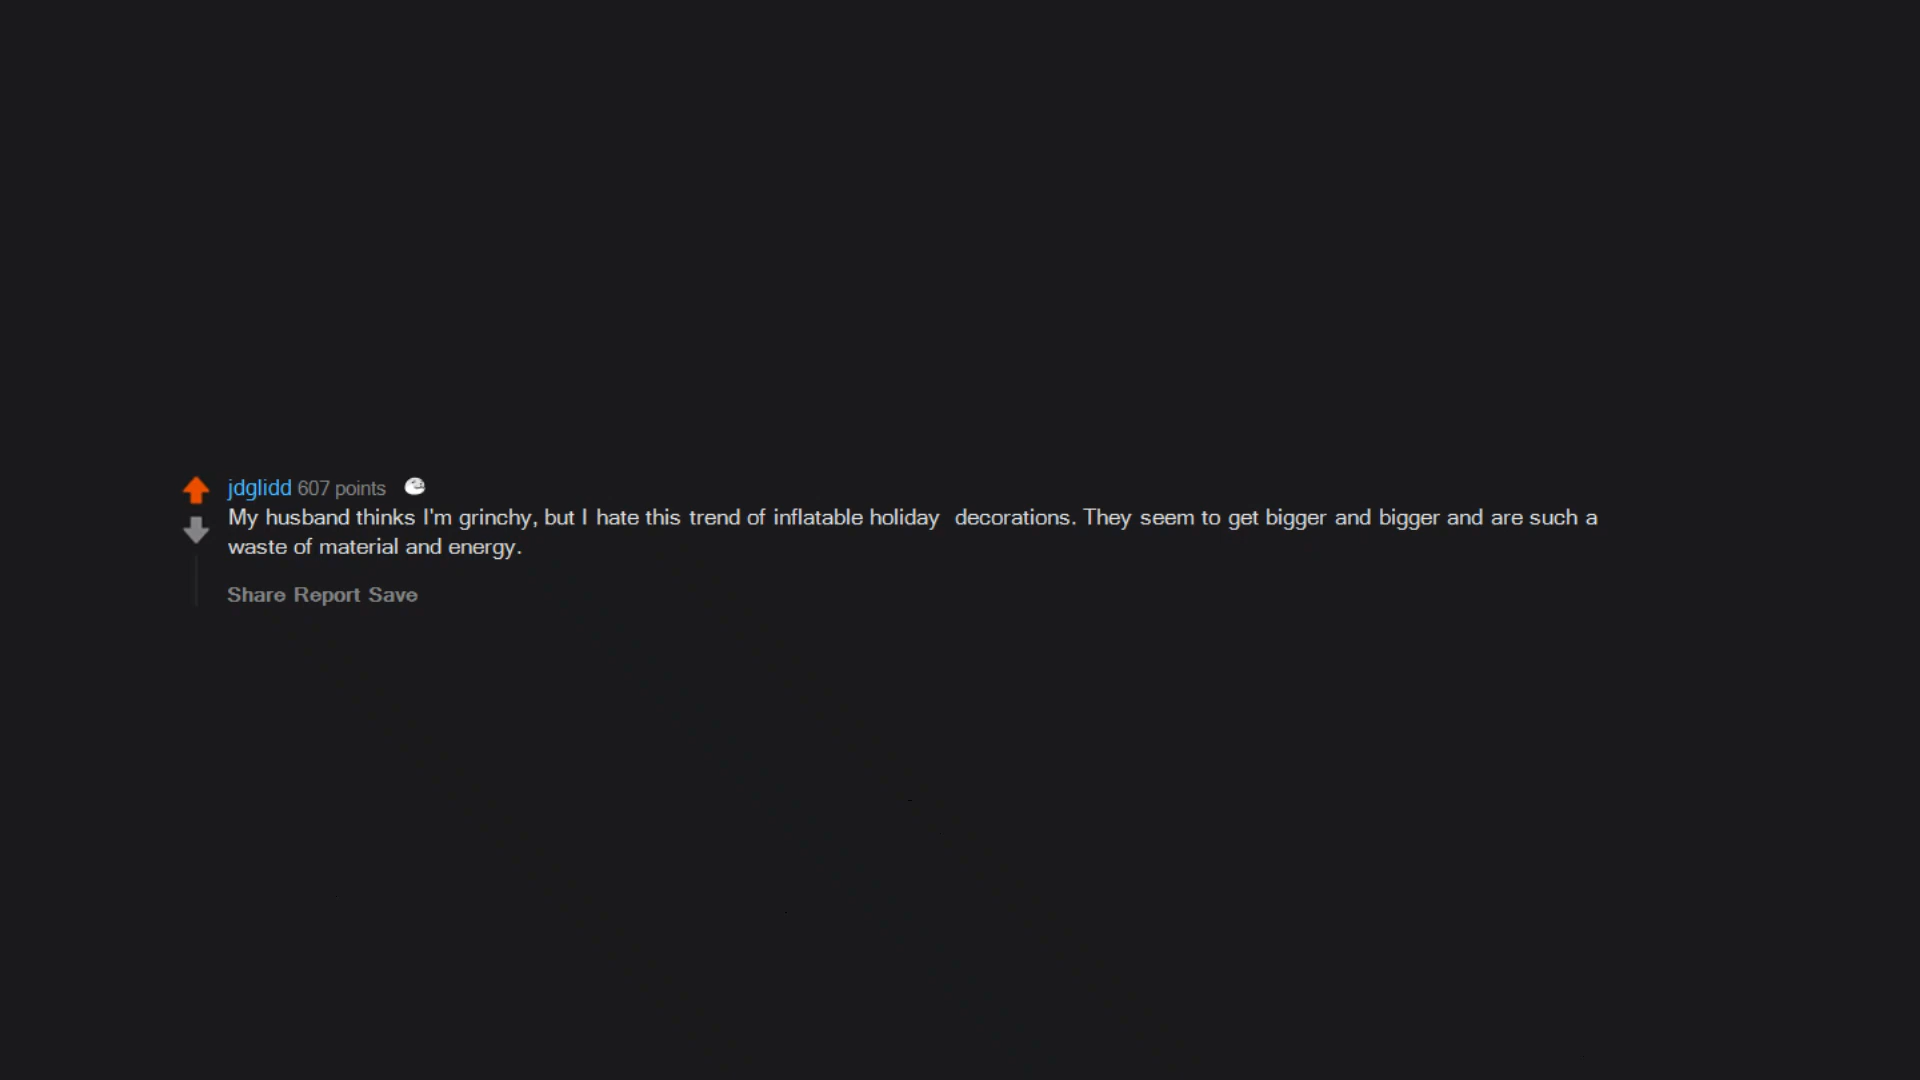 jdglidd 607 points
My husband thinks I'm grinchy, but I hate this trend of inflatable holiday  decorations. They seem to get bigger and bigger and are such a
waste of material and energy.
Share Report Save